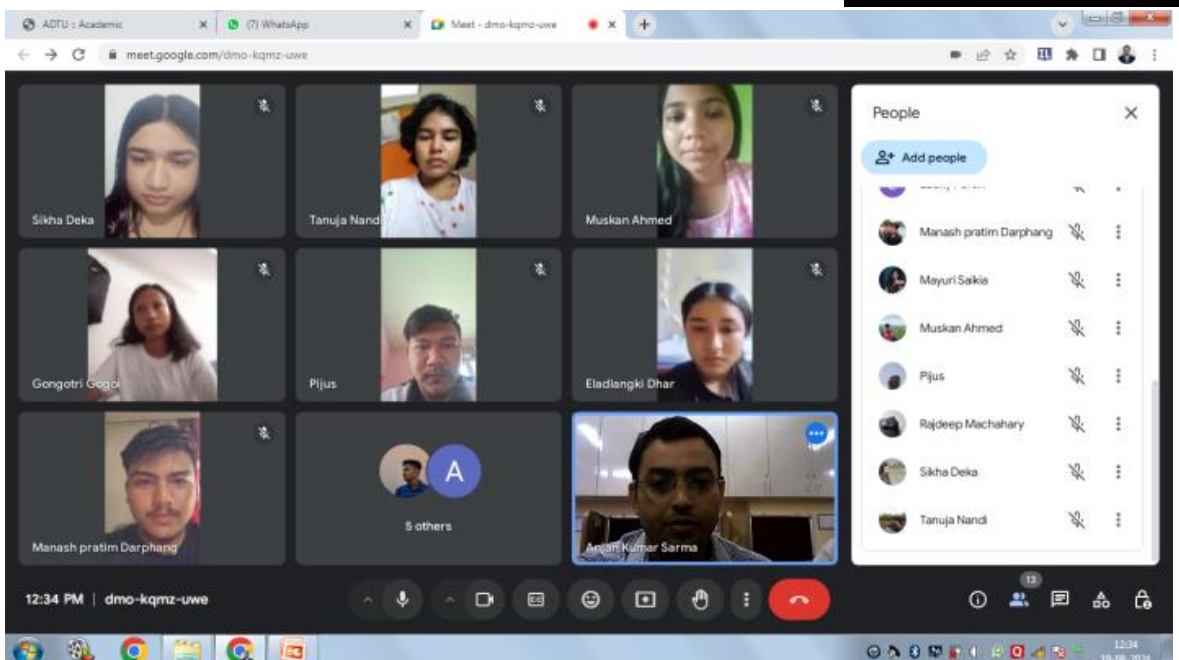 ADTU : Academic
(7) WhatsApp
Meet - dmo-kqmz-uwe
meet.google.com/dmo-kqmz-uwe
Sikha Deka
Tanuja Nandi
Muskan Ahmed
Gongotri Gogoi
Pijus
Eladlangki Dhar
Manash pratim Darphang
A
5 others
Anjan Kumar Sarma
People
Add people
Manash pratim Darphang
Mayuri Saikia
Muskan Ahmed
Pijus
Rajdeep Machahary
Sikha Deka
Tanuja Nandi
12:34 PM | dmo-kqmz-uwe
13
12:34